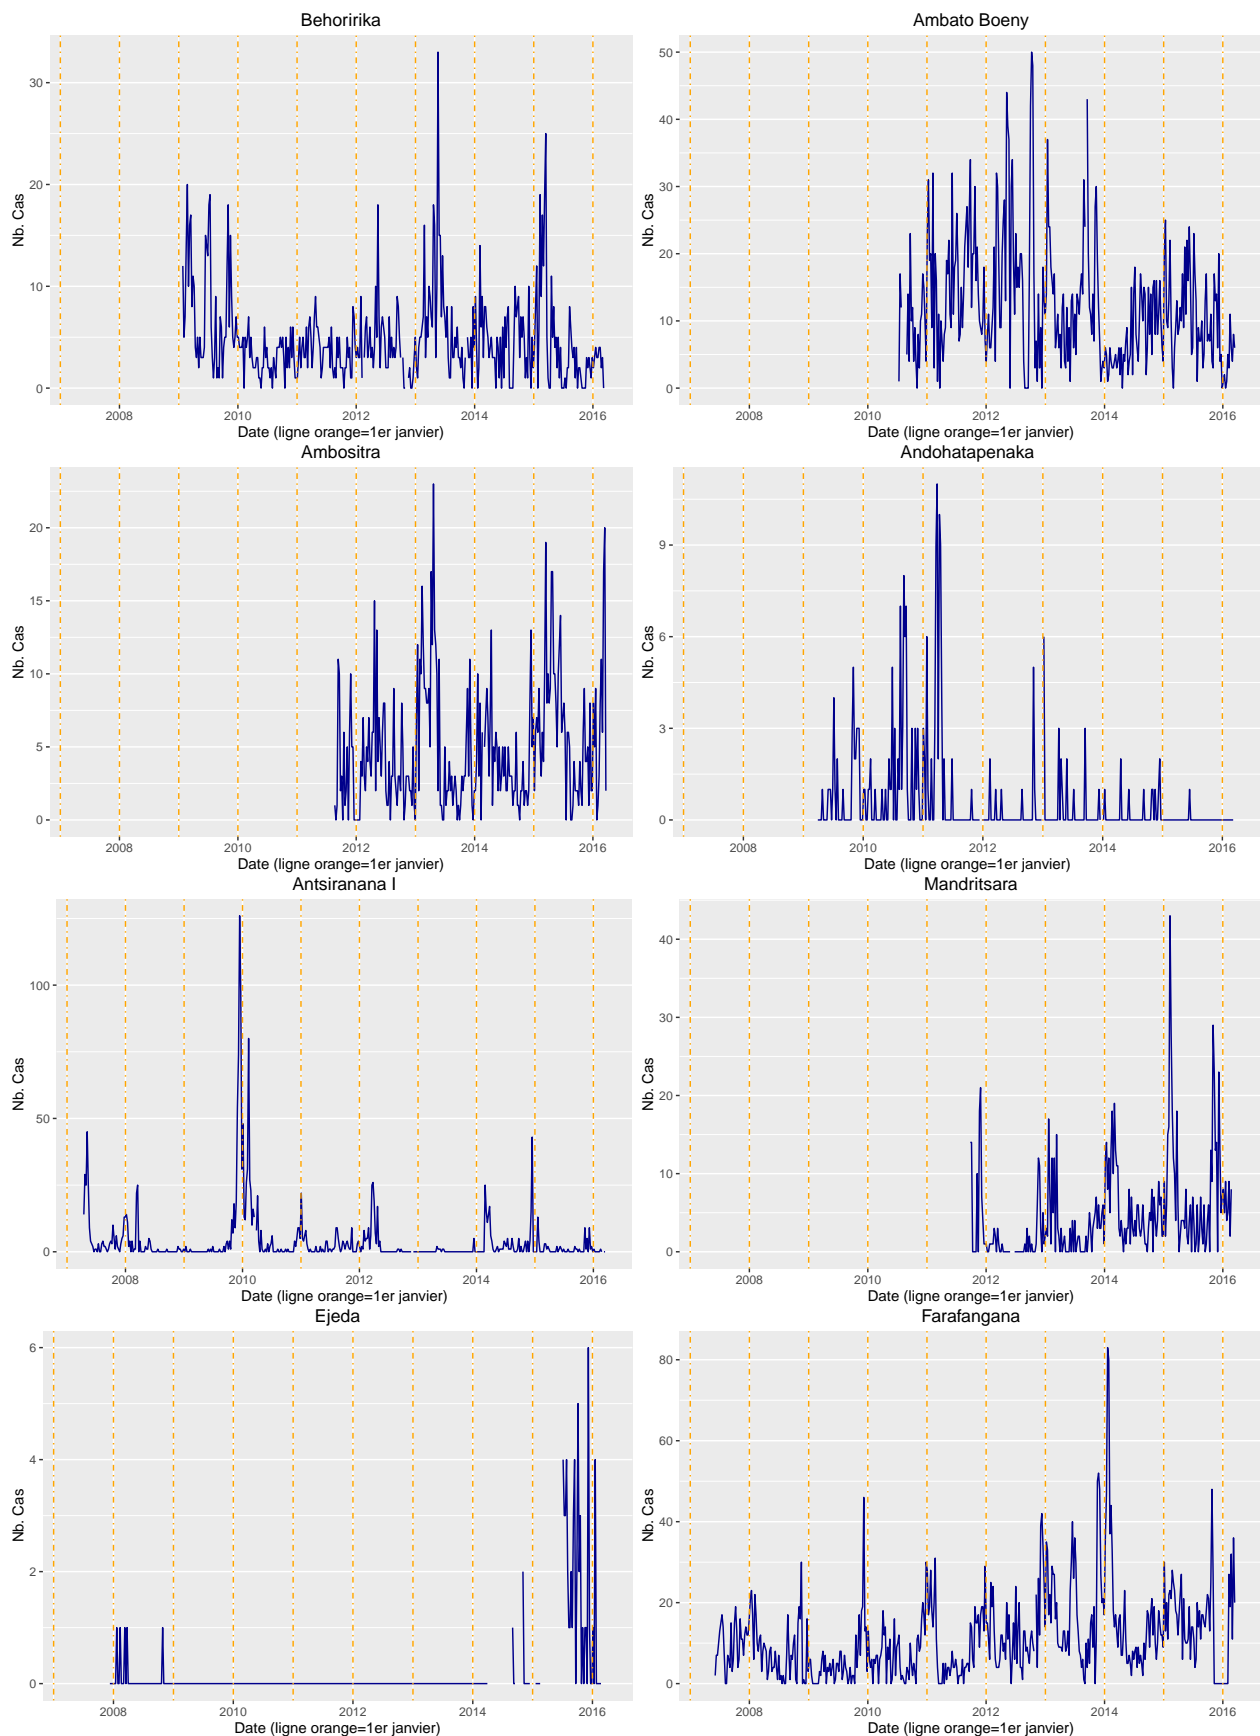 Behoririka
Nb. Cas
30
20
10
0
2008 2010 2012 2014 2016
Date (ligne orange=1er janvier)
Ambato Boeny
Nb. Cas
50
40
30
20
10
0
2008 2010 2012 2014 2016
Date (ligne orange=1er janvier)
Ambositra
Nb. Cas
20
15
10
5
0
2008 2010 2012 2014 2016
Date (ligne orange=1er janvier)
Andohatapenaka
Nb. Cas
9
6
3
0
2008 2010 2012 2014 2016
Date (ligne orange=1er janvier)
Antsiranana I
Nb. Cas
100
50
0
2008 2010 2012 2014 2016
Date (ligne orange=1er janvier)
Mandritsara
Nb. Cas
40
30
20
10
0
2008 2010 2012 2014 2016
Date (ligne orange=1er janvier)
Ejeda
Nb. Cas
6
4
2
0
2008 2010 2012 2014 2016
Date (ligne orange=1er janvier)
Farafangana
Nb. Cas
80
60
40
20
0
2008 2010 2012 2014 2016
Date (ligne orange=1er janvier)